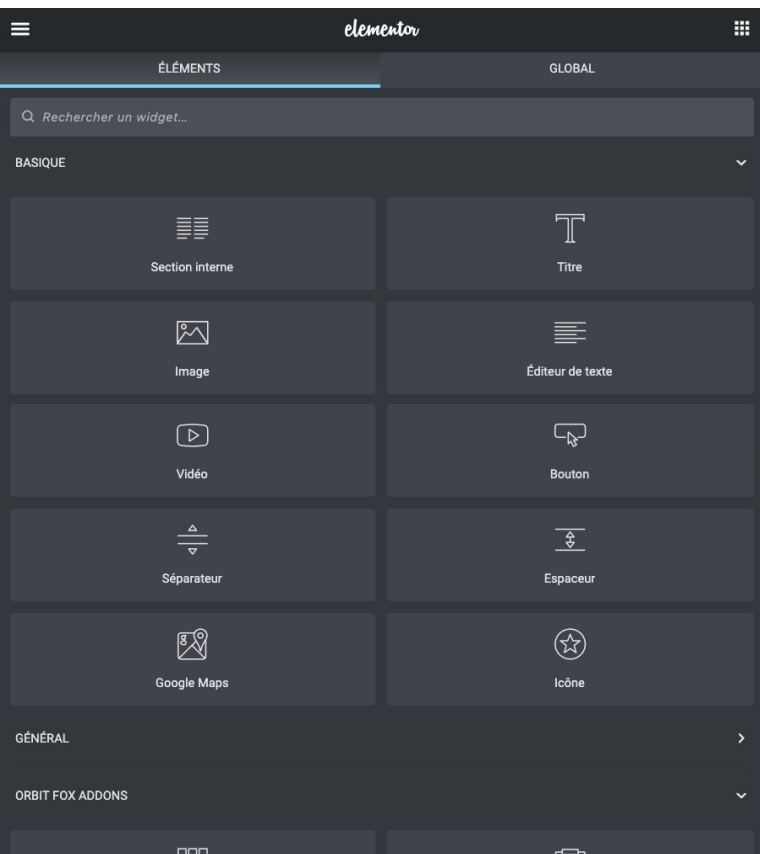 elementor
ÉLÉMENTS GLOBAL
Rechercher un widget...
BASIQUE
Section interne Titre
Image Éditeur de texte
Vidéo Bouton
Séparateur Espaceur
Google Maps Icône
GÉNÉRAL
ORBIT FOX ADDONS